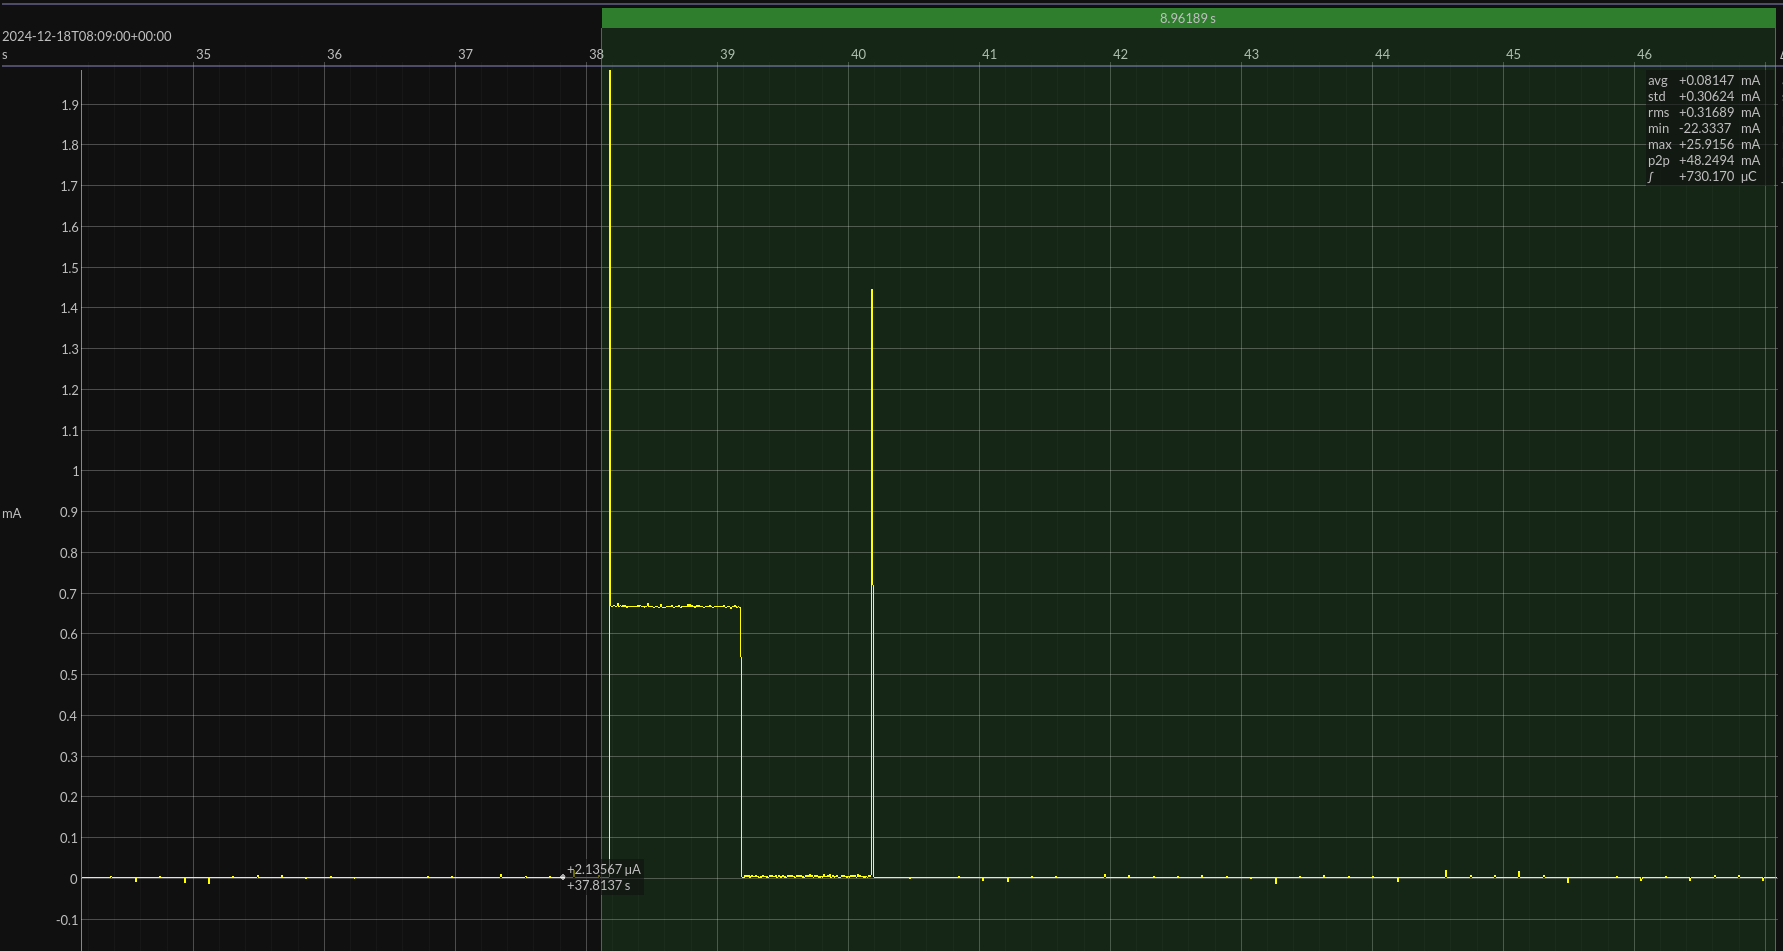 8.96189 s
2024-12-18T08:09:00+00:00
s 35 36 37 38 39 40 41 42 43 44 45 46
avg +0.08147 mA
std +0.30624 mA
rms +0.31689 mA
min -22.3337 mA
max +25.9156 mA
p2p +48.2494 mA
∫ +730.170 µC
1.9
1.8
1.7
1.6
1.5
1.4
1.3
1.2
1.1
1
0.9
mA
0.8
0.7
0.6
0.5
0.4
0.3
0.2
0.1
0
-0.1
+2.13567 µA
+37.8137 s